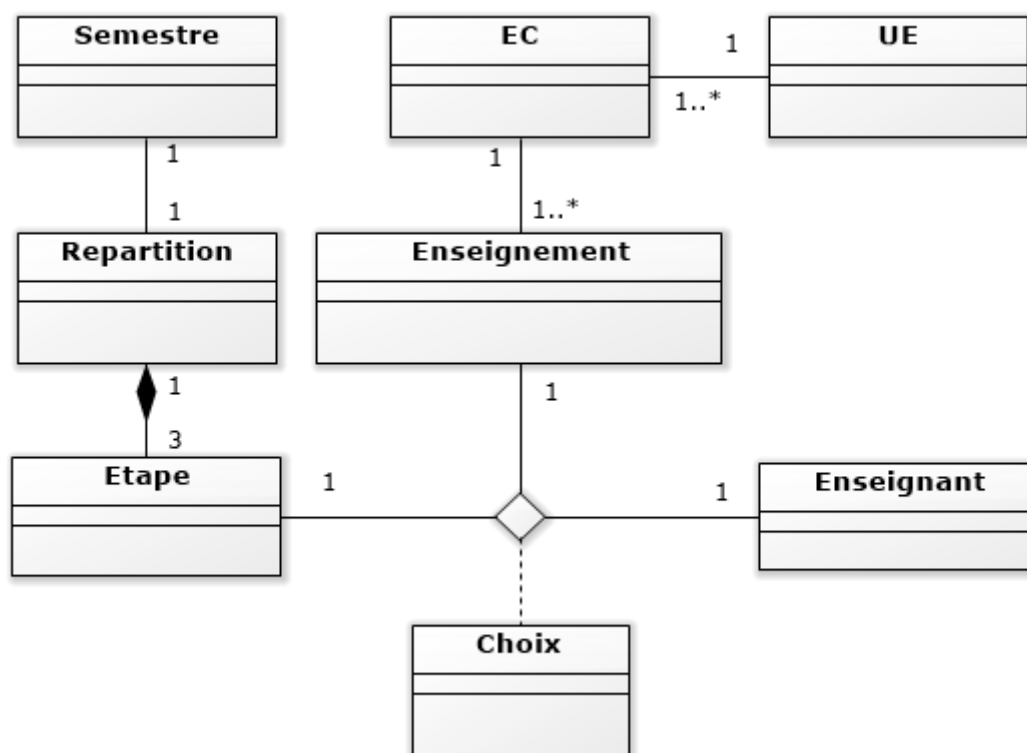 Semestre
EC
UE
1
1..*
1
1
1
1..*
Repartition
Enseignement
1
3
1
Etape
1
1
Enseignant
Choix